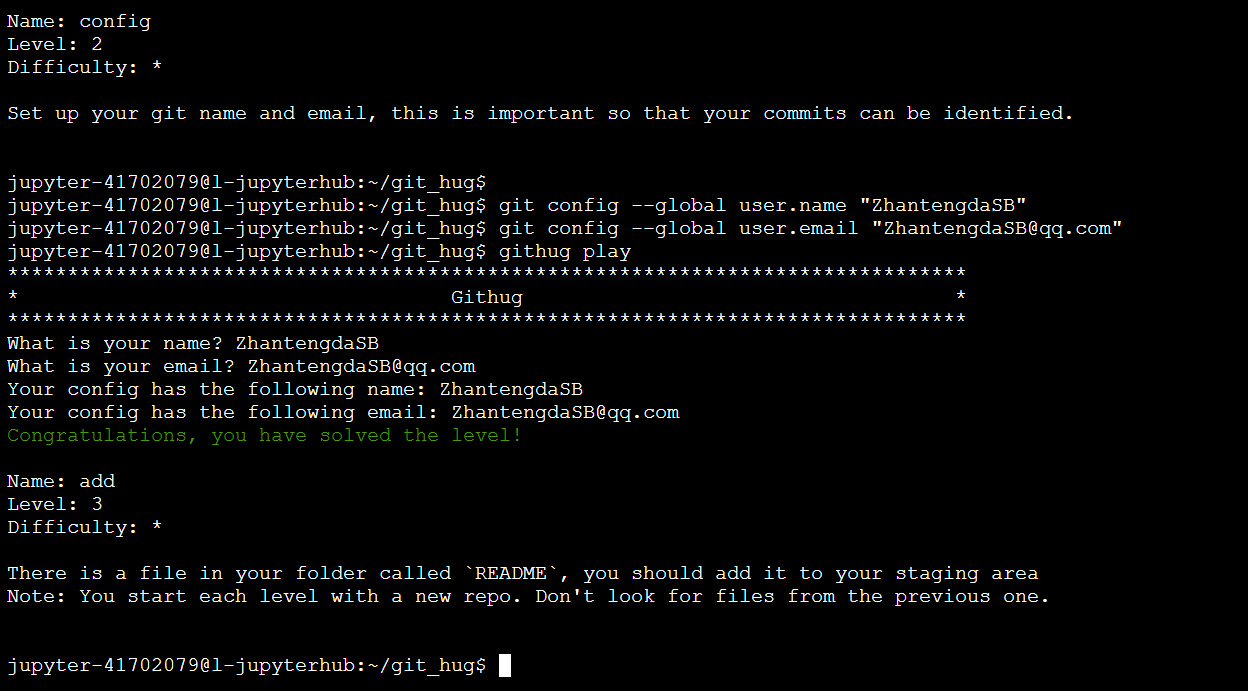 Name: config
Level: 2
Difficulty: *
Set up your git name and email, this is important so that your commits can be identified.
jupyter-41702079@l-jupyterhub:~/git_hug$
jupyter-41702079@l-jupyterhub:~/git_hug$ git config --global user.name "ZhantengdaSB"
jupyter-41702079@l-jupyterhub:~/git_hug$ git config --global user.email "ZhantengdaSB@qq.com"
jupyter-41702079@l-jupyterhub:~/git_hug$ githug play
********************************************************************************
*                                    Githug                                    *
********************************************************************************
What is your name? ZhantengdaSB
What is your email? ZhantengdaSB@qq.com
Your config has the following name: ZhantengdaSB
Your config has the following email: ZhantengdaSB@qq.com
Congratulations, you have solved the level!
Name: add
Level: 3
Difficulty: *
There is a file in your folder called `README`, you should add it to your staging area
Note: You start each level with a new repo. Don't look for files from the previous one.
jupyter-41702079@l-jupyterhub:~/git_hug$